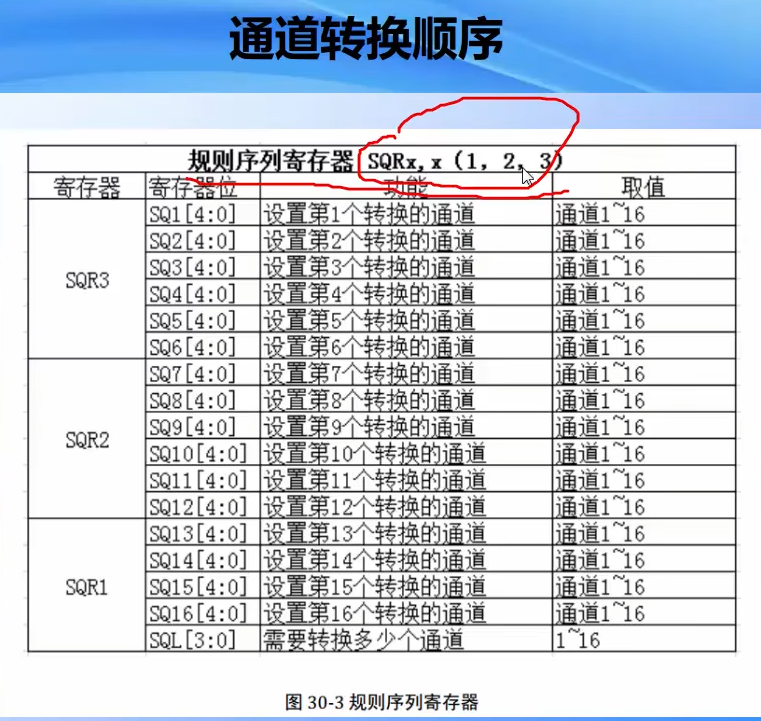 通道转换顺序
规则序列寄存器 SQRx,x(1, 2, 3)
寄存器 寄存器位 功能 取值
SQR3 SQ1[4:0] 设置第1个转换的通道 通道1~16
SQ2[4:0] 设置第2个转换的通道 通道1~16
SQ3[4:0] 设置第3个转换的通道 通道1~16
SQ4[4:0] 设置第4个转换的通道 通道1~16
SQ5[4:0] 设置第5个转换的通道 通道1~16
SQ6[4:0] 设置第6个转换的通道 通道1~16
SQR2 SQ7[4:0] 设置第7个转换的通道 通道1~16
SQ8[4:0] 设置第8个转换的通道 通道1~16
SQ9[4:0] 设置第9个转换的通道 通道1~16
SQ10[4:0] 设置第10个转换的通道 通道1~16
SQ11[4:0] 设置第11个转换的通道 通道1~16
SQ12[4:0] 设置第12个转换的通道 通道1~16
SQR1 SQ13[4:0] 设置第13个转换的通道 通道1~16
SQ14[4:0] 设置第14个转换的通道 通道1~16
SQ15[4:0] 设置第15个转换的通道 通道1~16
SQ16[4:0] 设置第16个转换的通道 通道1~16
SQL[3:0] 需要转换多少个通道 1~16
图 30-3 规则序列寄存器